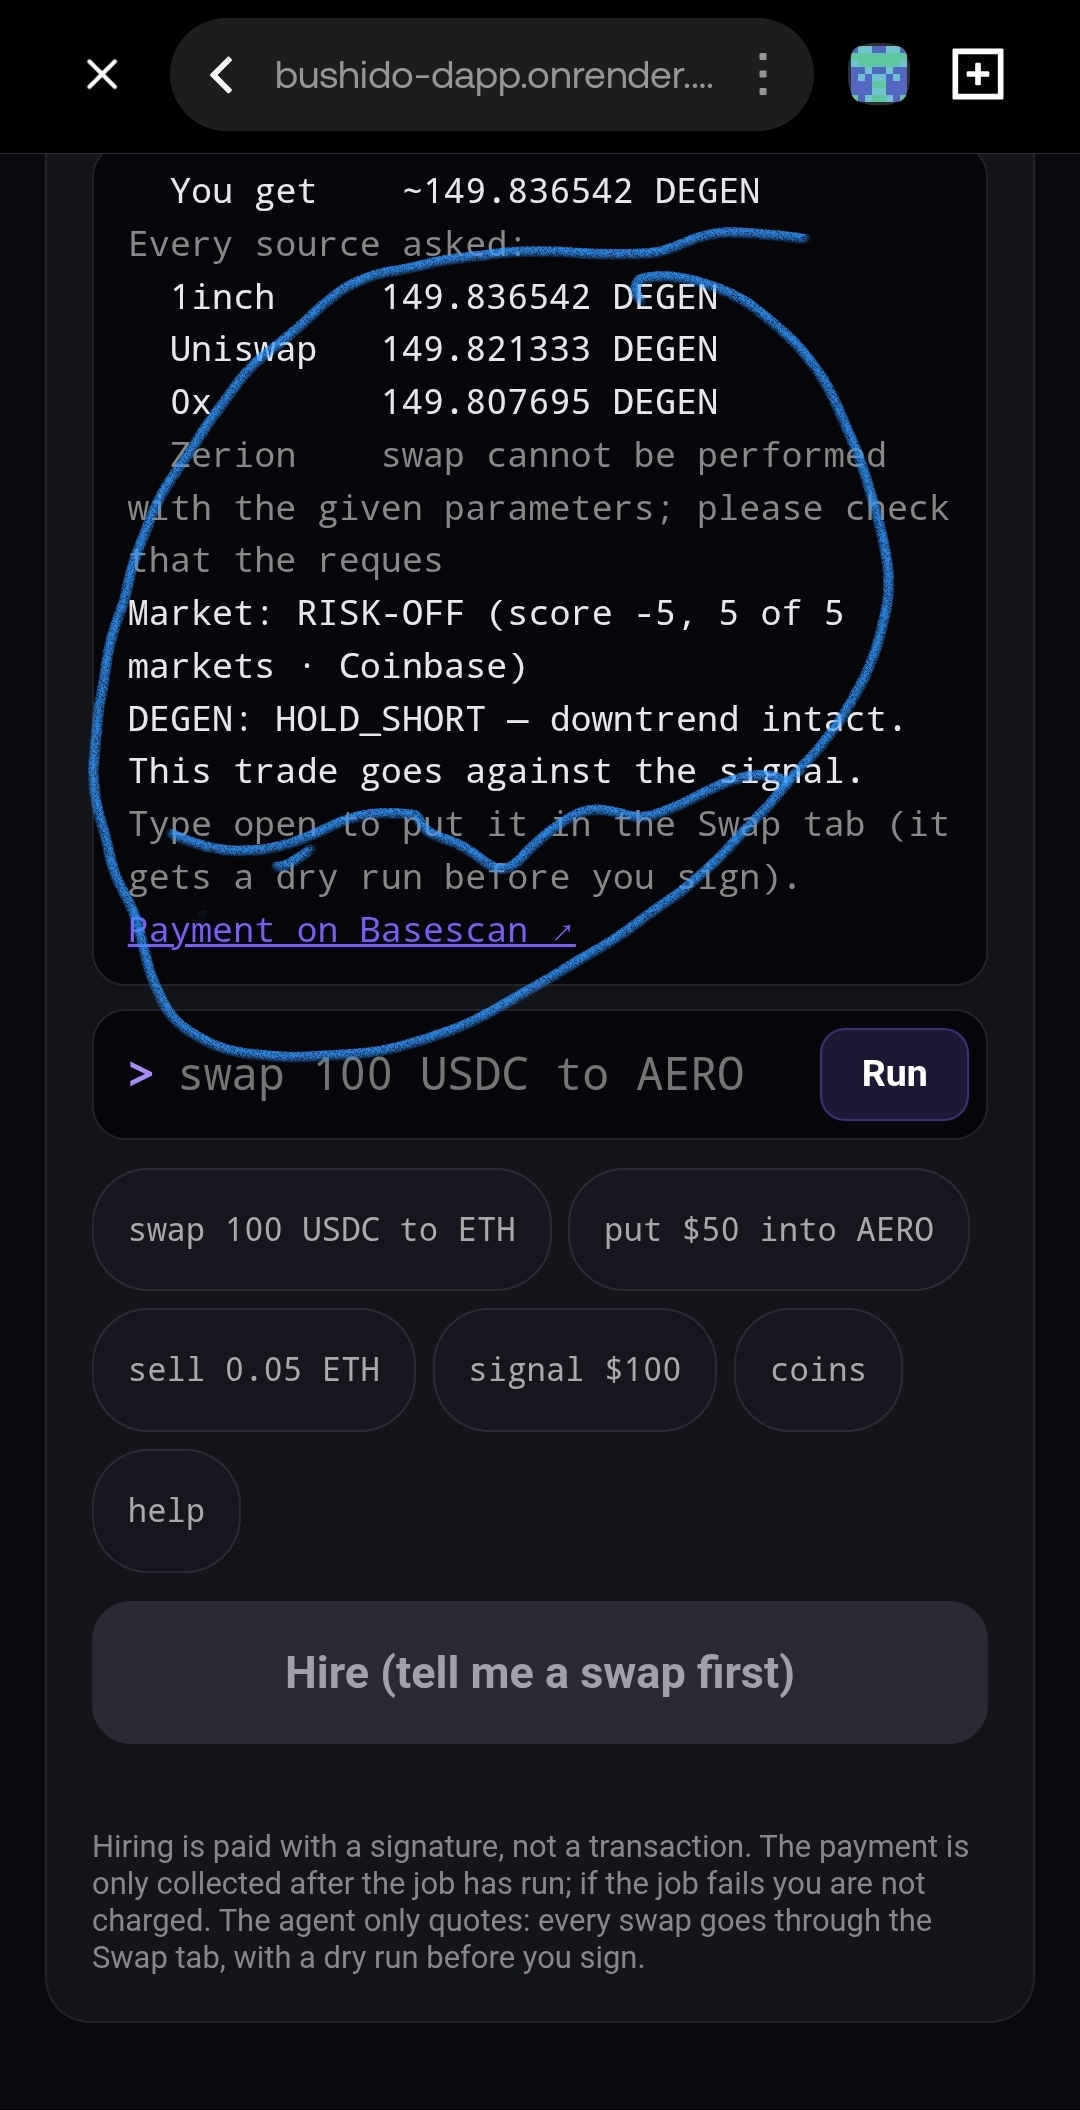 bushido-dapp.onrender....
You get ~149.836542 DEGEN
Every source asked:
1inch 149.836542 DEGEN
Uniswap 149.821333 DEGEN
0x 149.807695 DEGEN
Zerion swap cannot be performed
with the given parameters; please check
that the reques
Market: RISK-OFF (score -5, 5 of 5
markets · Coinbase)
DEGEN: HOLD_SHORT — downtrend intact.
This trade goes against the signal.
Type open to put it in the Swap tab (it
gets a dry run before you sign).
Payment on Basescan ↗
> swap 100 USDC to AERO
Run
swap 100 USDC to ETH
put $50 into AERO
sell 0.05 ETH
signal $100
coins
help
Hire (tell me a swap first)
Hiring is paid with a signature, not a transaction. The payment is
only collected after the job has run; if the job fails you are not
charged. The agent only quotes: every swap goes through the
Swap tab, with a dry run before you sign.